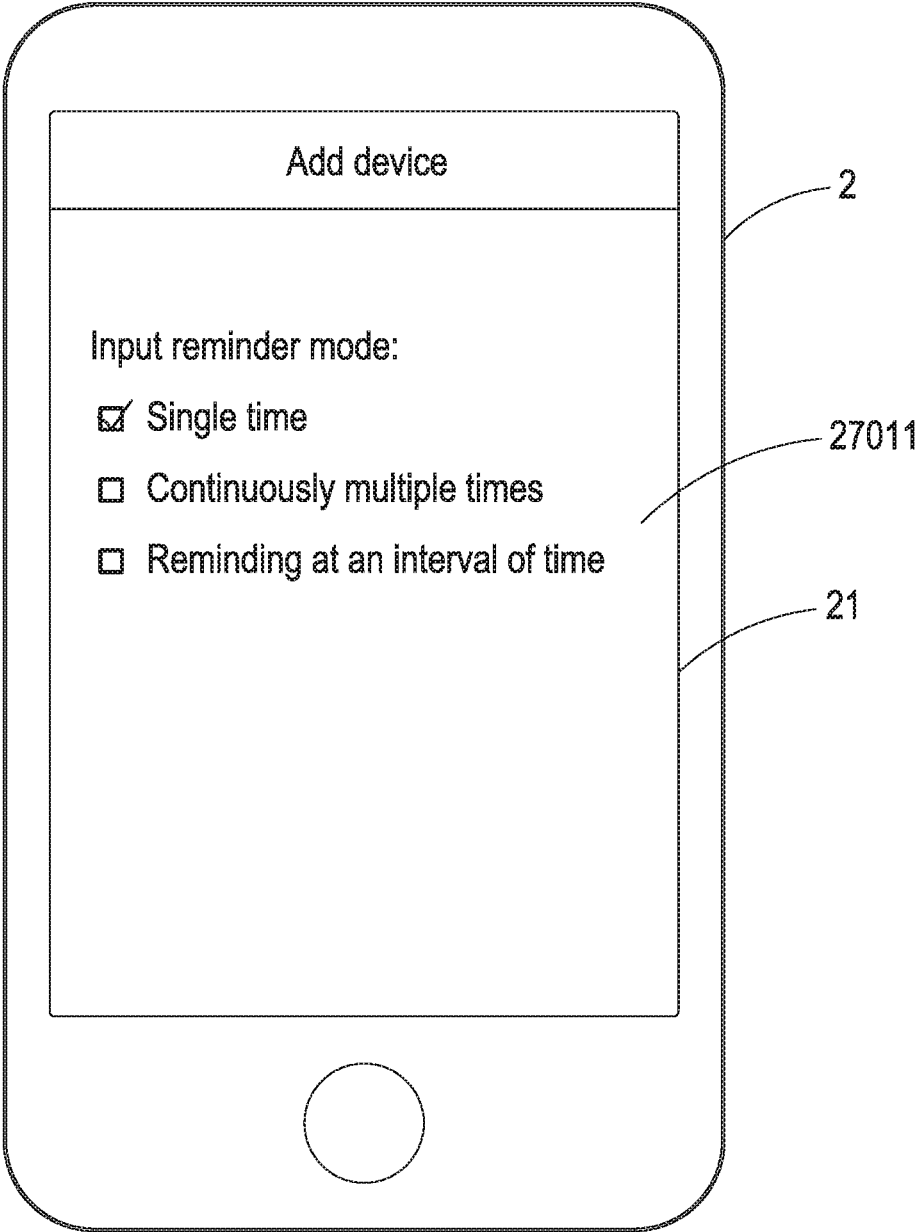 Add device
2
Input reminder mode:
Single time
Continuously multiple times
27011
Reminding at an interval of time
21